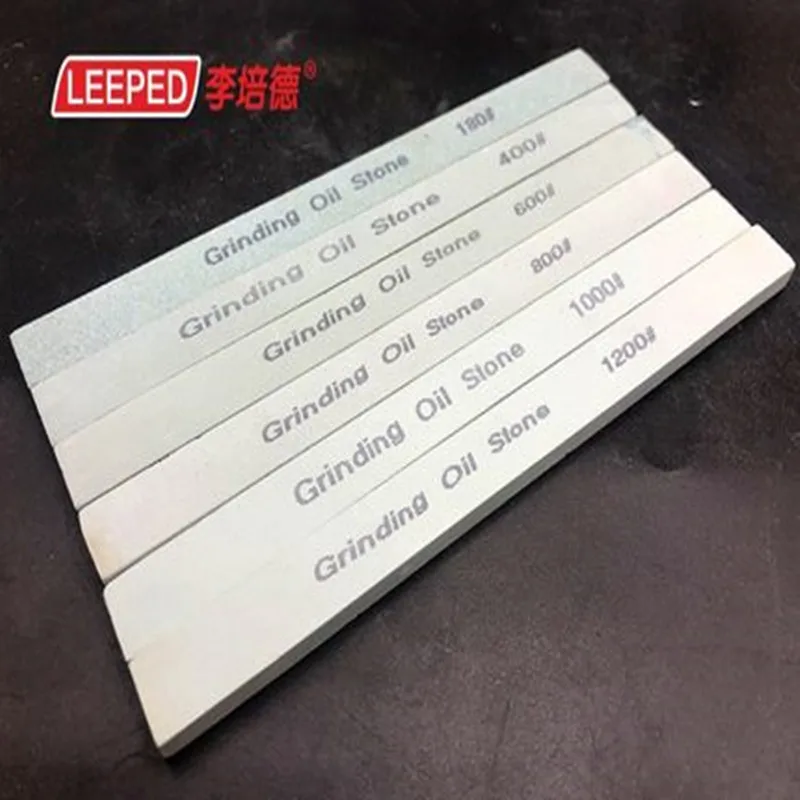 LEEPED 李培德®
Grinding Oil Stone 180#
Grinding Oil Stone 400#
Grinding Oil Stone 600#
Grinding Oil Stone 800#
Grinding Oil Stone 1000#
Grinding Oil Stone 1200#